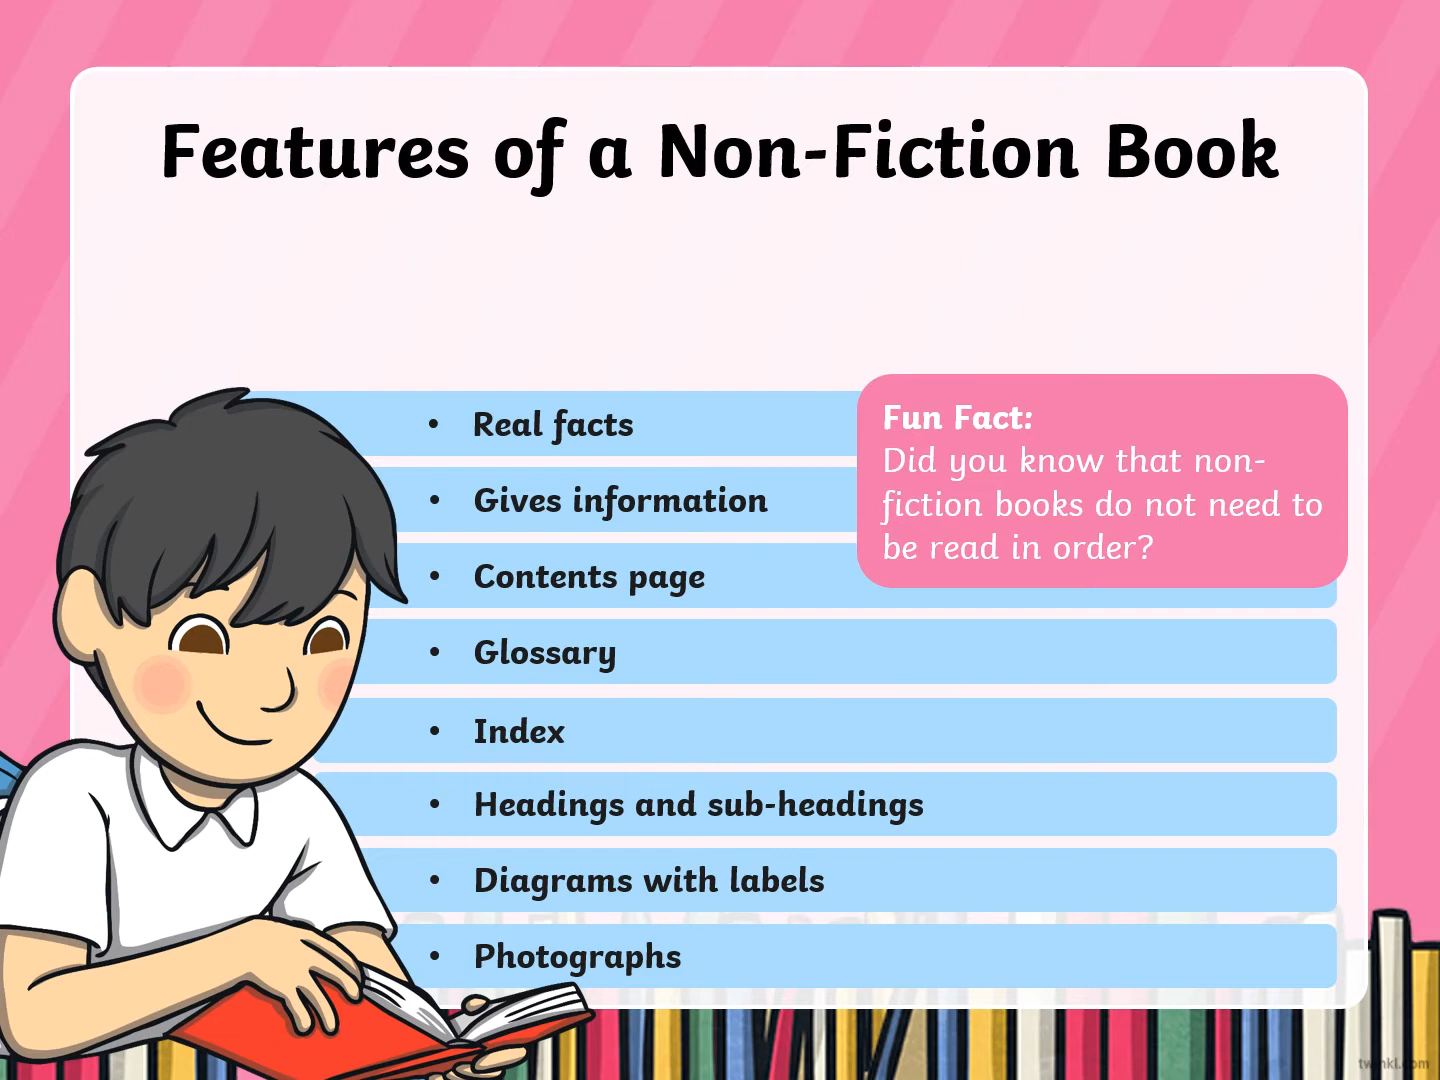 Features of a Non-Fiction Book
• Real facts
• Gives information
• Contents page
• Glossary
• Index
• Headings and sub-headings
• Diagrams with labels
• Photographs
Fun Fact:
Did you know that non-
fiction books do not need to
be read in order?
twinkl.com